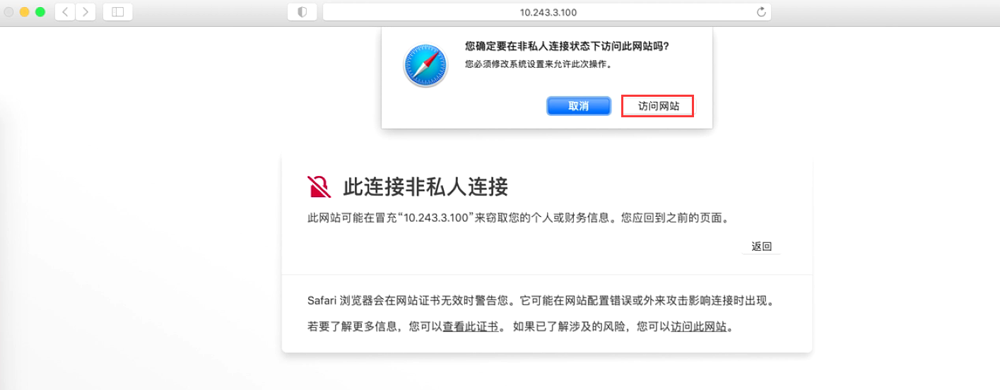 10.243.3.100
您确定要在非私人连接状态下访问此网站吗?
您必须修改系统设置来允许此次操作。
取消
访问网站
此连接非私人连接
此网站可能在冒充“10.243.3.100”来窃取您的个人或财务信息。您应回到之前的页面。
返回
Safari 浏览器会在网站证书无效时警告您。它可能在网站配置错误或外来攻击影响连接时出现。
若要了解更多信息，您可以查看此证书。 如果已了解涉及的风险，您可以访问此网站。